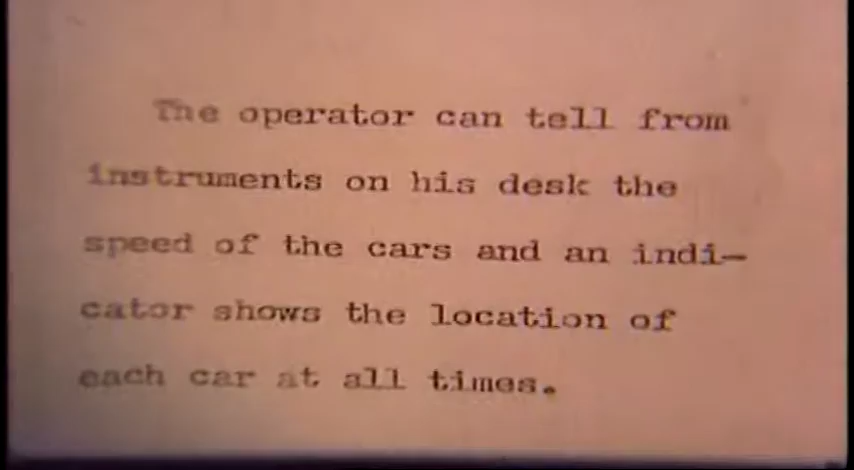 The operator can tell from
instruments on his desk the
speed of the cars and an indi-
cator shows the location of
each car at all times.